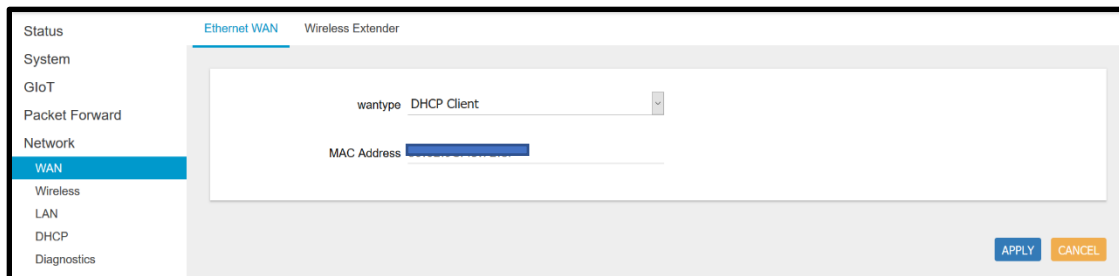 Status
System
GIoT
Packet Forward
Network
WAN
Wireless
LAN
DHCP
Diagnostics
Ethernet WAN Wireless Extender
wantype DHCP Client
MAC Address
APPLY CANCEL